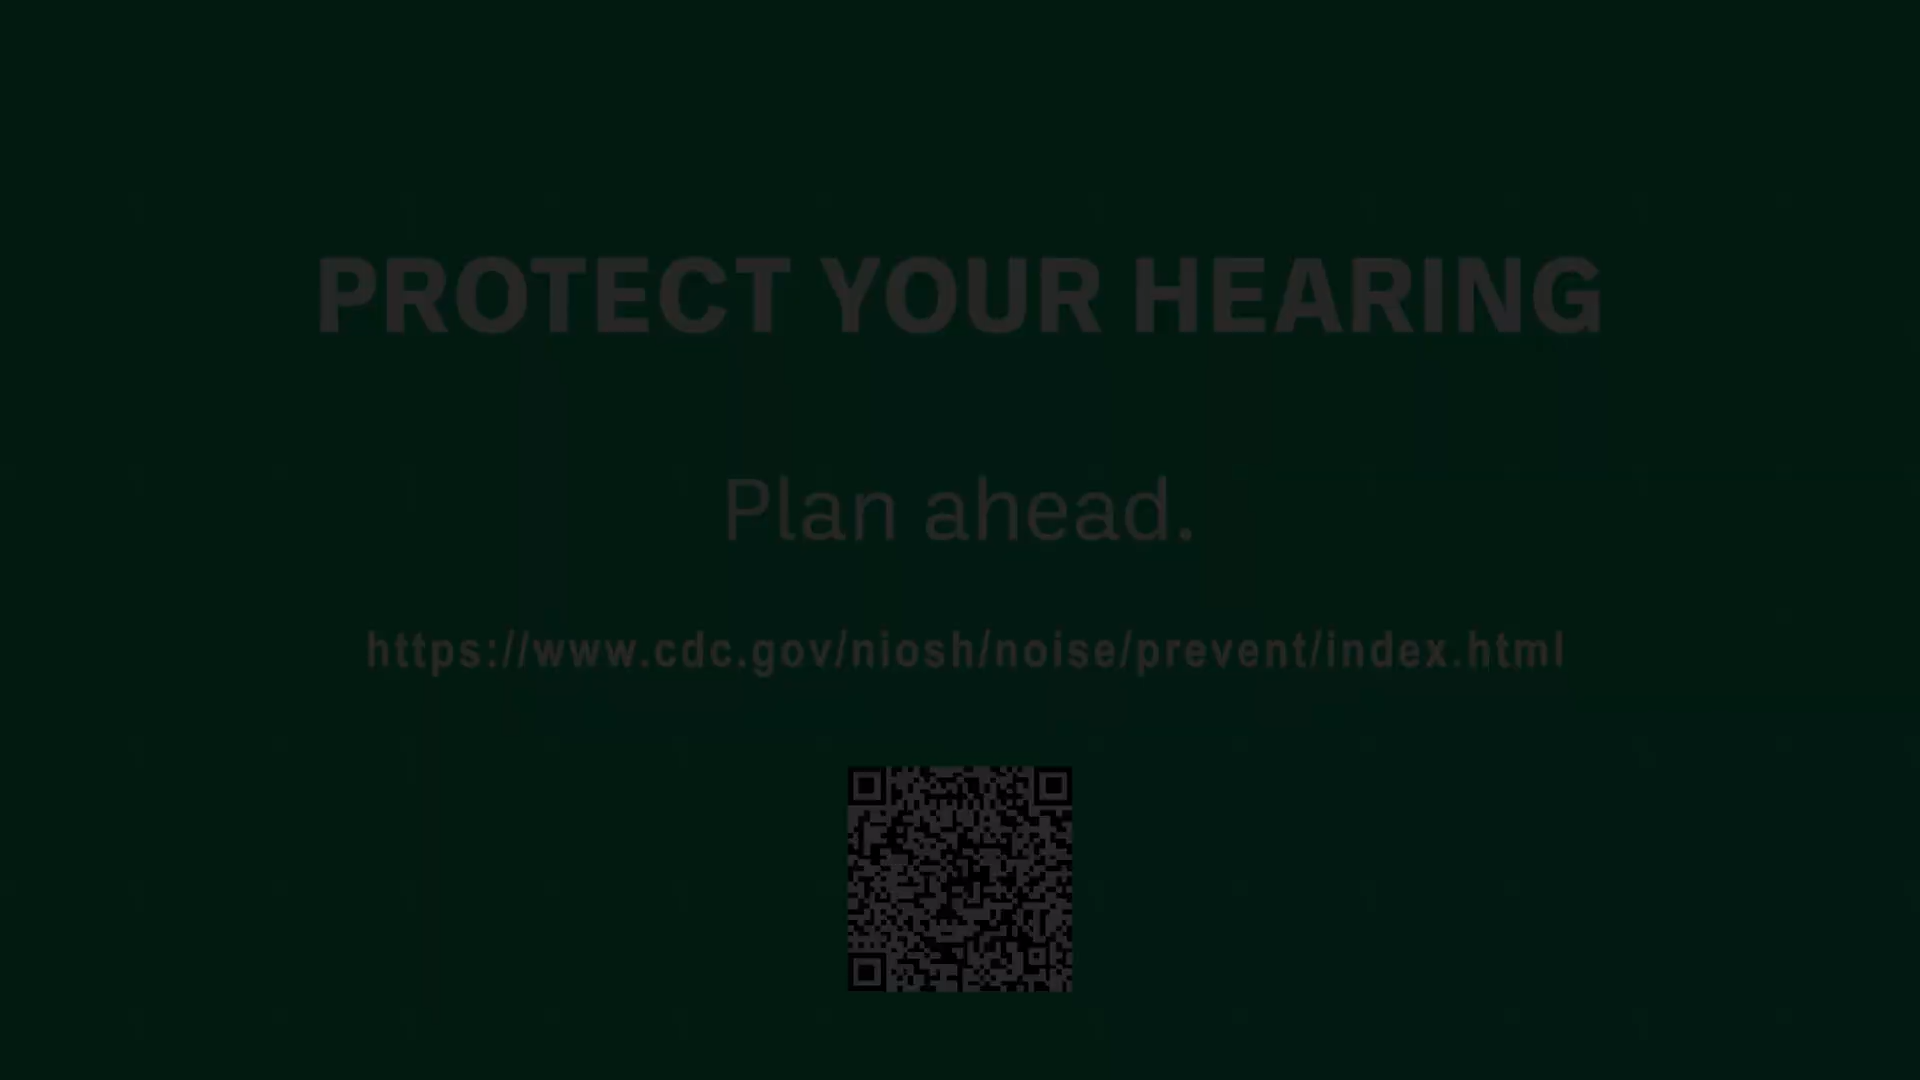 PROTECT YOUR HEARING
Plan ahead.
https://www.cdc.gov/niosh/noise/prevent/index.html